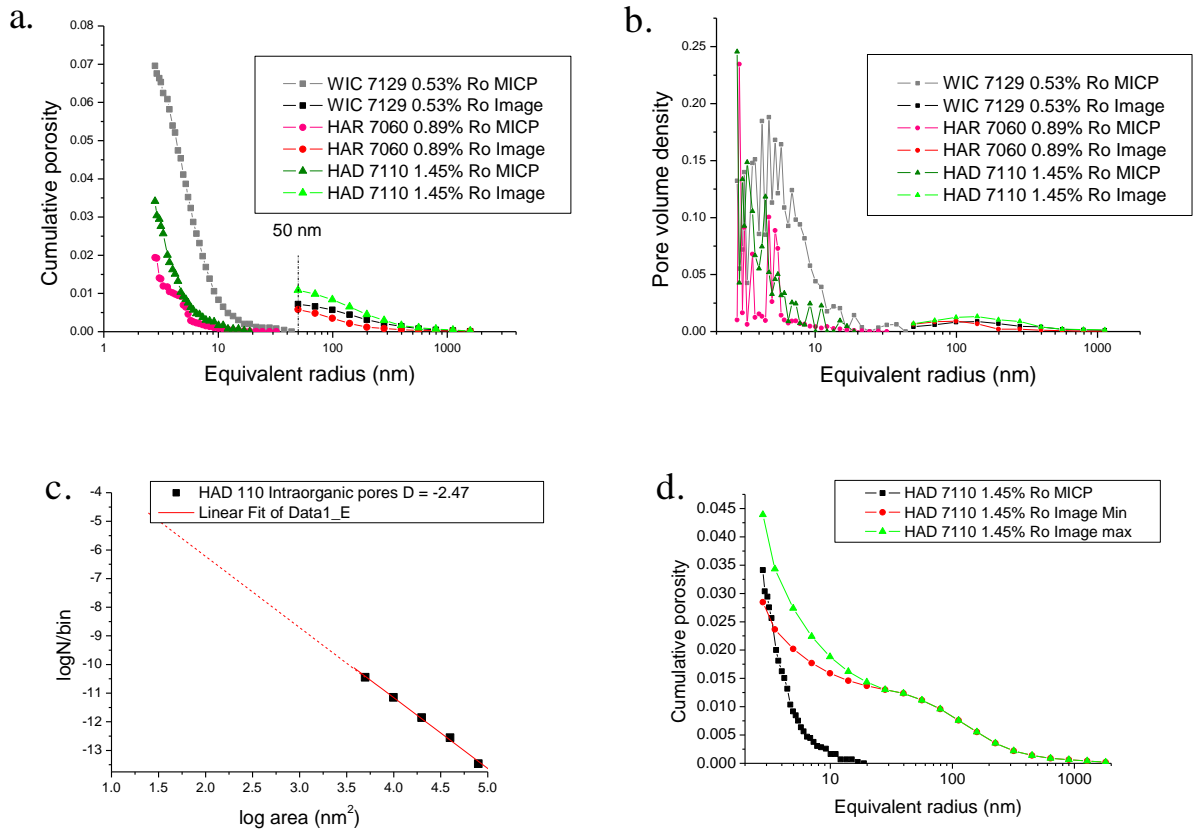 a.
0.08
0.07
0.06
0.05
0.04
0.03
0.02
0.01
0.00
Cumulative porosity
WIC 7129 0.53% Ro MICP
WIC 7129 0.53% Ro Image
HAR 7060 0.89% Ro MICP
HAR 7060 0.89% Ro Image
HAD 7110 1.45% Ro MICP
HAD 7110 1.45% Ro Image
50 nm
1 10 100 1000
Equivalent radius (nm)
b.
0.25
0.20
0.15
0.10
0.05
0.00
Pore volume density
WIC 7129 0.53% Ro MICP
WIC 7129 0.53% Ro Image
HAR 7060 0.89% Ro MICP
HAR 7060 0.89% Ro Image
HAD 7110 1.45% Ro MICP
HAD 7110 1.45% Ro Image
10 100 1000
Equivalent radius (nm)
c.
-4
-5
-6
-7
-8
-9
-10
-11
-12
-13
logN/bin
HAD 110 Intraorganic pores D = -2.47
Linear Fit of Data1_E
1.0 1.5 2.0 2.5 3.0 3.5 4.0 4.5 5.0
log area (nm²)
d.
0.045
0.040
0.035
0.030
0.025
0.020
0.015
0.010
0.005
0.000
Cumulative porosity
HAD 7110 1.45% Ro MICP
HAD 7110 1.45% Ro Image Min
HAD 7110 1.45% Ro Image max
10 100 1000
Equivalent radius (nm)